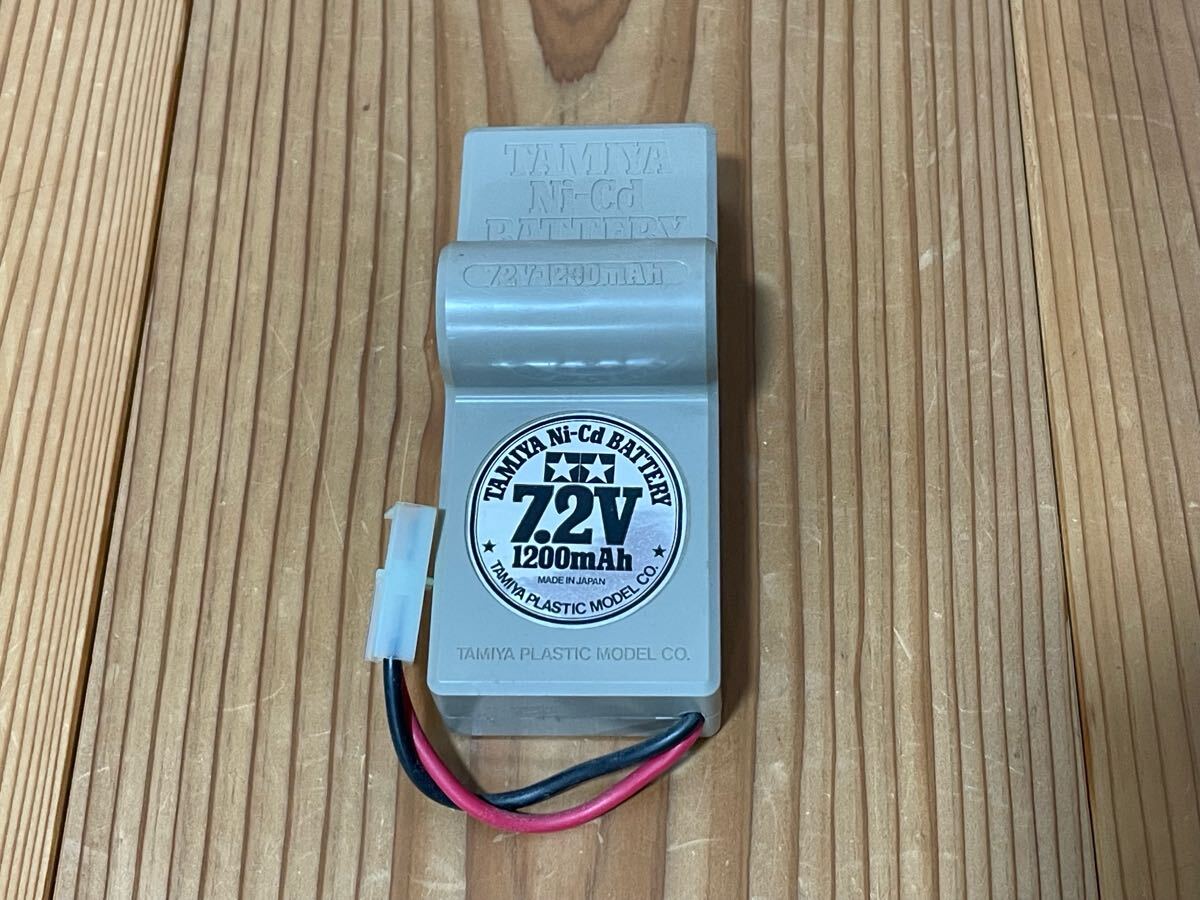 TAMIYA
Ni-Cd
BATTERY
7.2V-1200mAh
TAMIYA Ni-Cd BATTERY
7.2V
1200mAh
MADE IN JAPAN
★ TAMIYA PLASTIC MODEL CO. ★
TAMIYA PLASTIC MODEL CO.